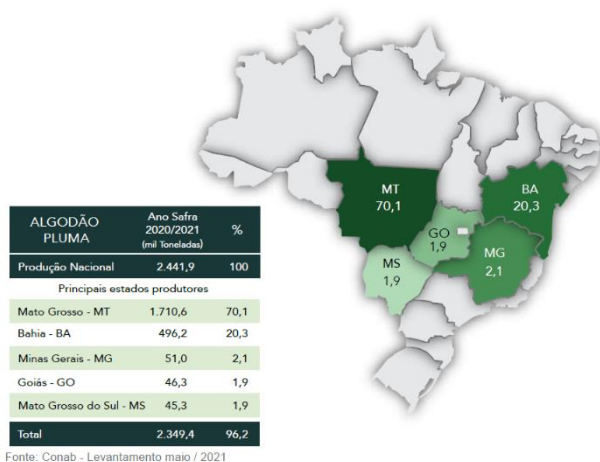 MT
70,1
BA
20,3
GO
1,9
MG
2,1
MS
1,9
ALGODÃO PLUMA Ano Safra 2020/2021 (mil Toneladas) %
Produção Nacional 2.441,9 100
Principais estados produtores
Mato Grosso - MT 1.710,6 70,1
Bahia - BA 496,2 20,3
Minas Gerais - MG 51,0 2,1
Goiás - GO 46,3 1,9
Mato Grosso do Sul - MS 45,3 1,9
Total 2.349,4 96,2
Fonte: Conab - Levantamento maio / 2021